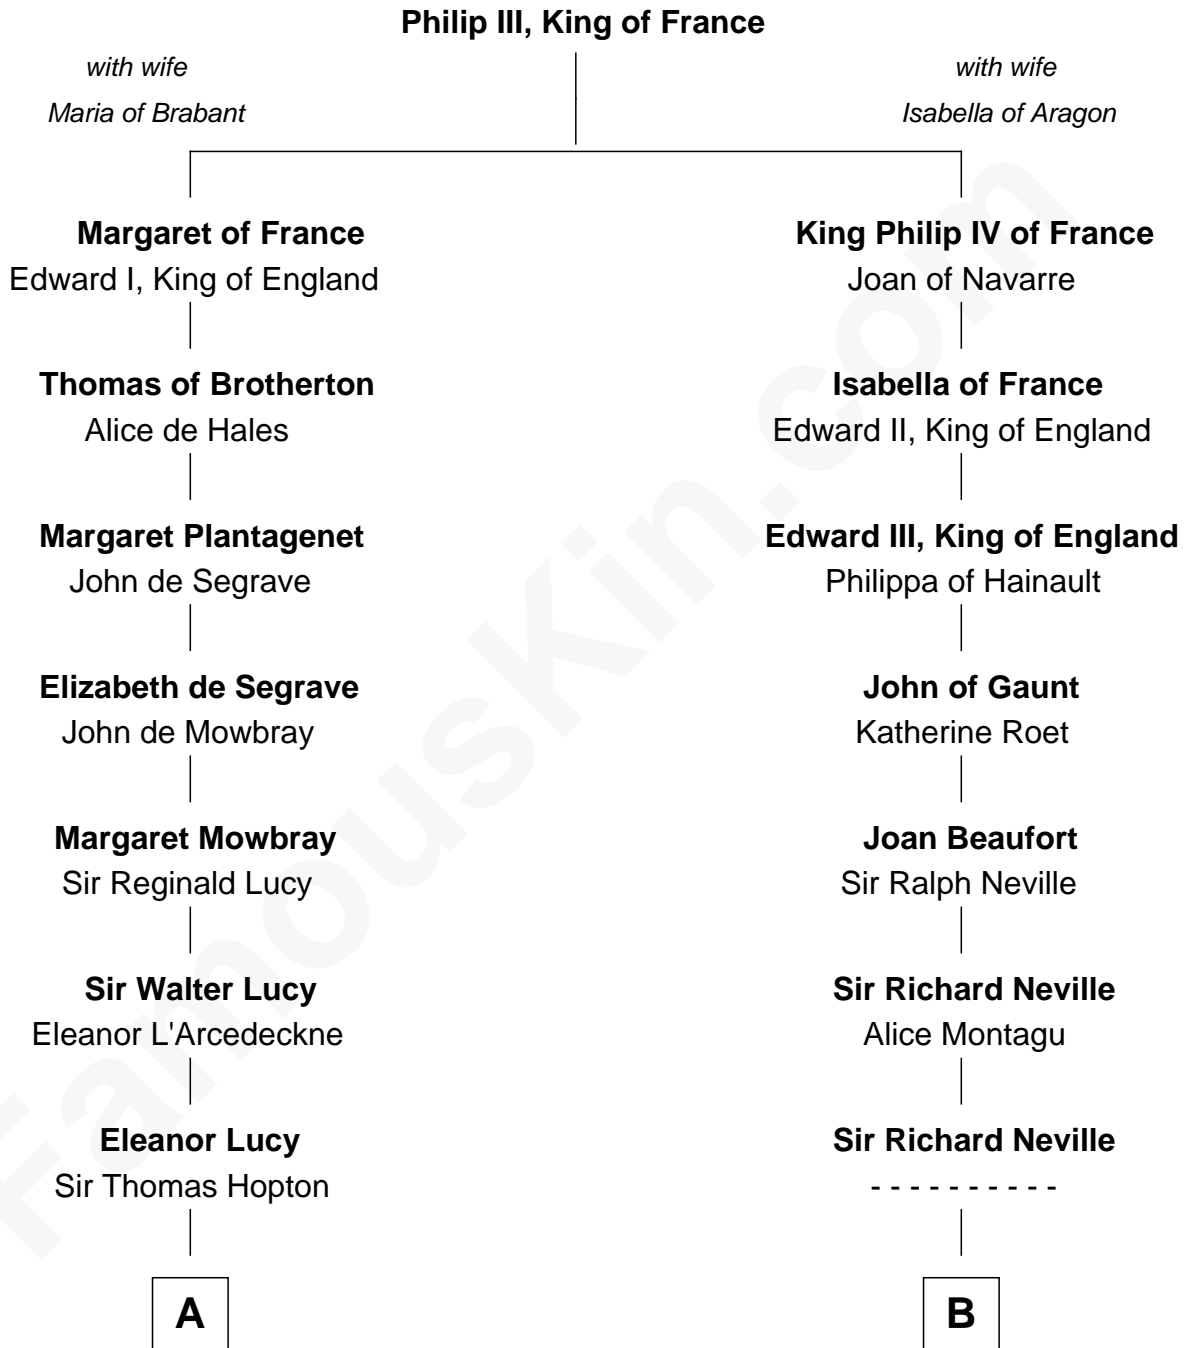 Philip III, King of France
with wife
Maria of Brabant
with wife
Isabella of Aragon
Margaret of France
Edward I, King of England
King Philip IV of France
Joan of Navarre
Thomas of Brotherton
Alice de Hales
Isabella of France
Edward II, King of England
Margaret Plantagenet
John de Segrave
Edward III, King of England
Philippa of Hainault
Elizabeth de Segrave
John de Mowbray
John of Gaunt
Katherine Roet
Margaret Mowbray
Sir Reginald Lucy
Joan Beaufort
Sir Ralph Neville
Sir Walter Lucy
Eleanor L'Arcedeckne
Sir Richard Neville
Alice Montagu
Eleanor Lucy
Sir Thomas Hopton
Sir Richard Neville
- - - - - - - - - -
A
B
FamousKin.com